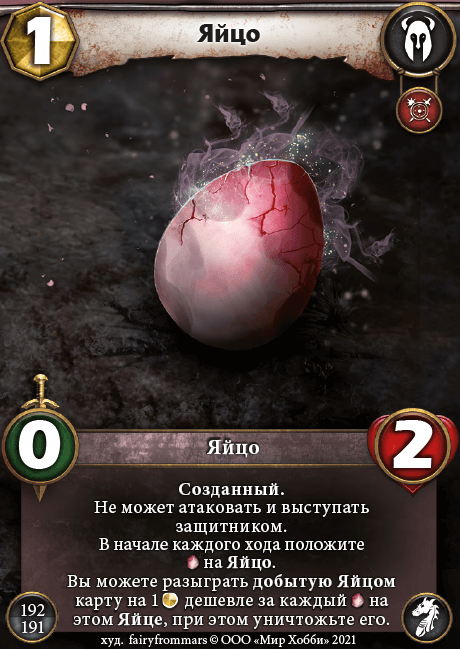 1
Яйцо
0
Яйцо
2
Созданный.
Не может атаковать и выступать
защитником.
В начале каждого хода положите
на Яйцо.
Вы можете разыграть добытую Яйцом
карту на 1 дешевле за каждый на
этом Яйце, при этом уничтожьте его.
192
191
худ. fairyfrommars © ООО «Мир Хобби» 2021